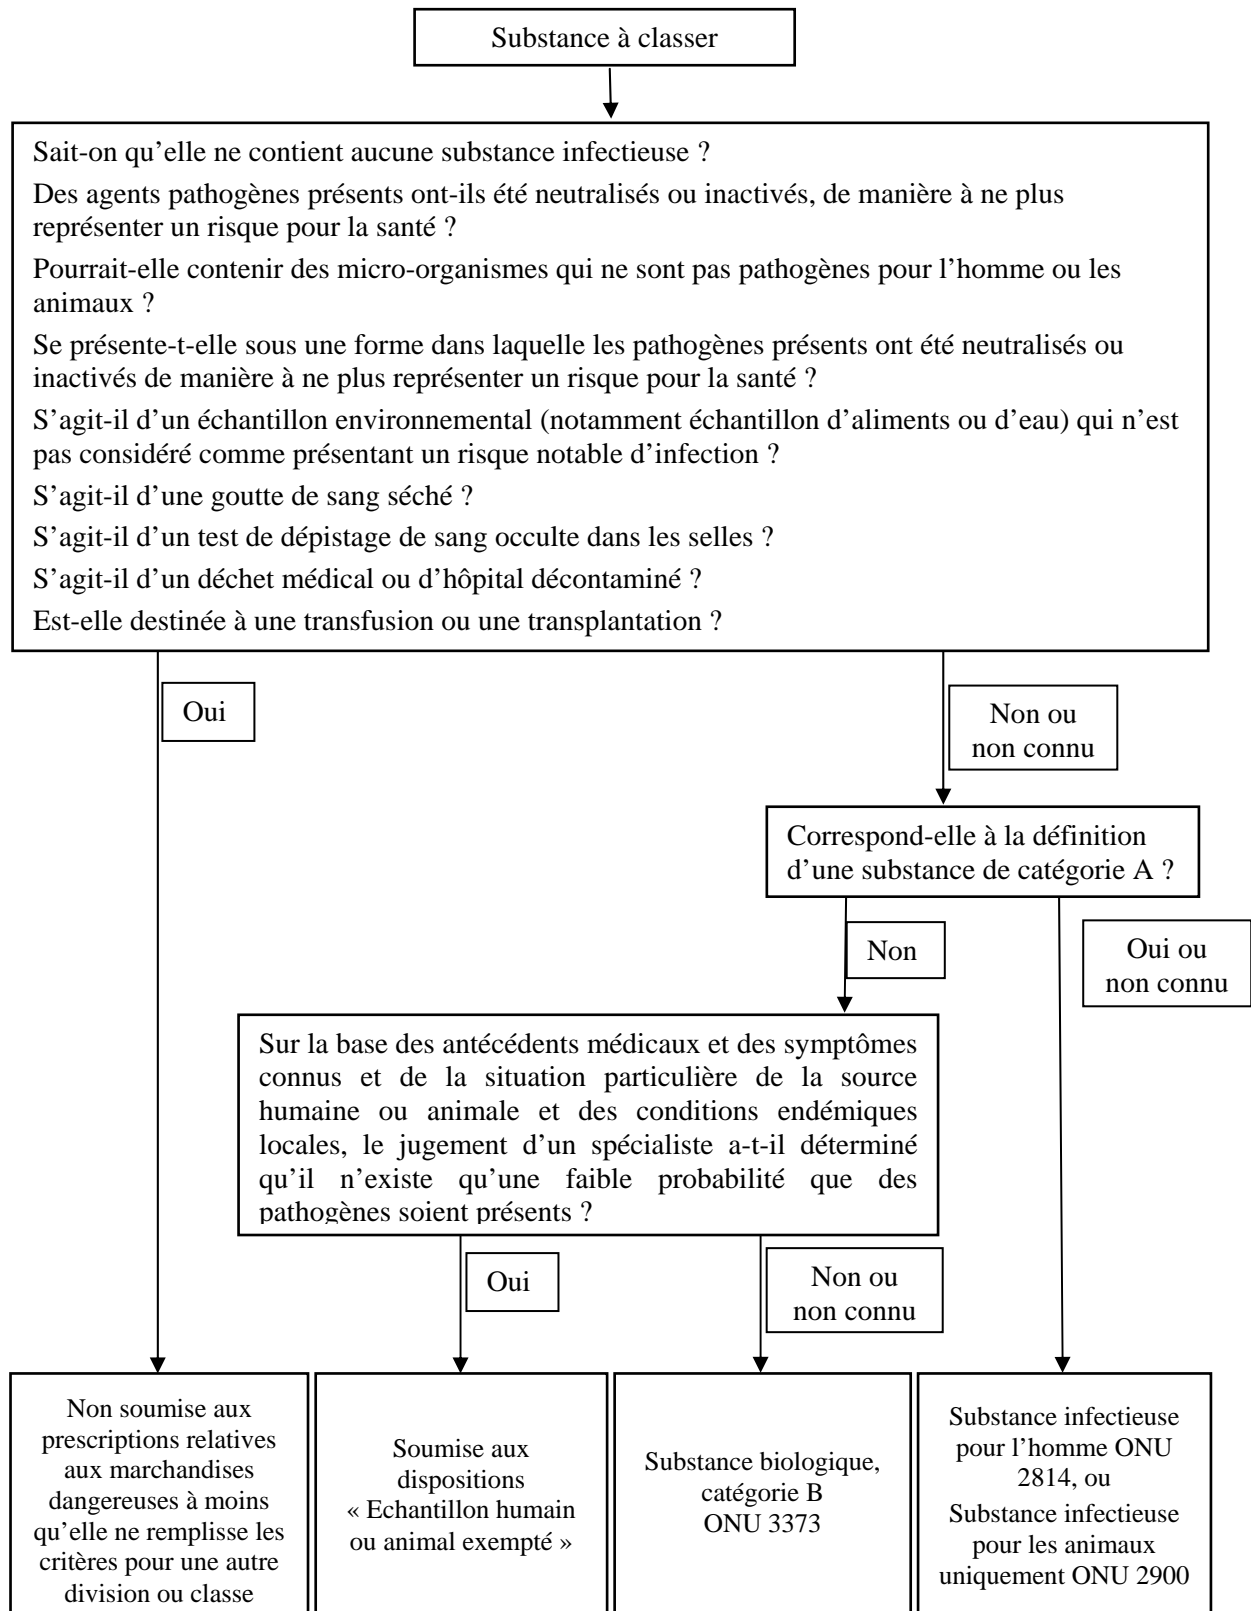 Substance à classer
Sait-on qu’elle ne contient aucune substance infectieuse ?
Des agents pathogènes présents ont-ils été neutralisés ou inactivés, de manière à ne plus
représenter un risque pour la santé ?
Pourrait-elle contenir des micro-organismes qui ne sont pas pathogènes pour l’homme ou les
animaux ?
Se présente-t-elle sous une forme dans laquelle les pathogènes présents ont été neutralisés ou
inactivés de manière à ne plus représenter un risque pour la santé ?
S’agit-il d’un échantillon environnemental (notamment échantillon d’aliments ou d’eau) qui n’est
pas considéré comme présentant un risque notable d’infection ?
S’agit-il d’une goutte de sang séché ?
S’agit-il d’un test de dépistage de sang occulte dans les selles ?
S’agit-il d’un déchet médical ou d’hôpital décontaminé ?
Est-elle destinée à une transfusion ou une transplantation ?
Oui
Non ou
non connu
Correspond-elle à la définition
d’une substance de catégorie A ?
Non
Oui ou
non connu
Sur la base des antécédents médicaux et des symptômes
connus et de la situation particulière de la source
humaine ou animale et des conditions endémiques
locales, le jugement d’un spécialiste a-t-il déterminé
qu’il n’existe qu’une faible probabilité que des
pathogènes soient présents ?
Oui
Non ou
non connu
Non soumise aux
prescriptions relatives
aux marchandises
dangereuses à moins
qu’elle ne remplisse les
critères pour une autre
division ou classe
Soumise aux
dispositions
« Echantillon humain
ou animal exempté »
Substance biologique,
catégorie B
ONU 3373
Substance infectieuse
pour l’homme ONU
2814, ou
Substance infectieuse
pour les animaux
uniquement ONU 2900